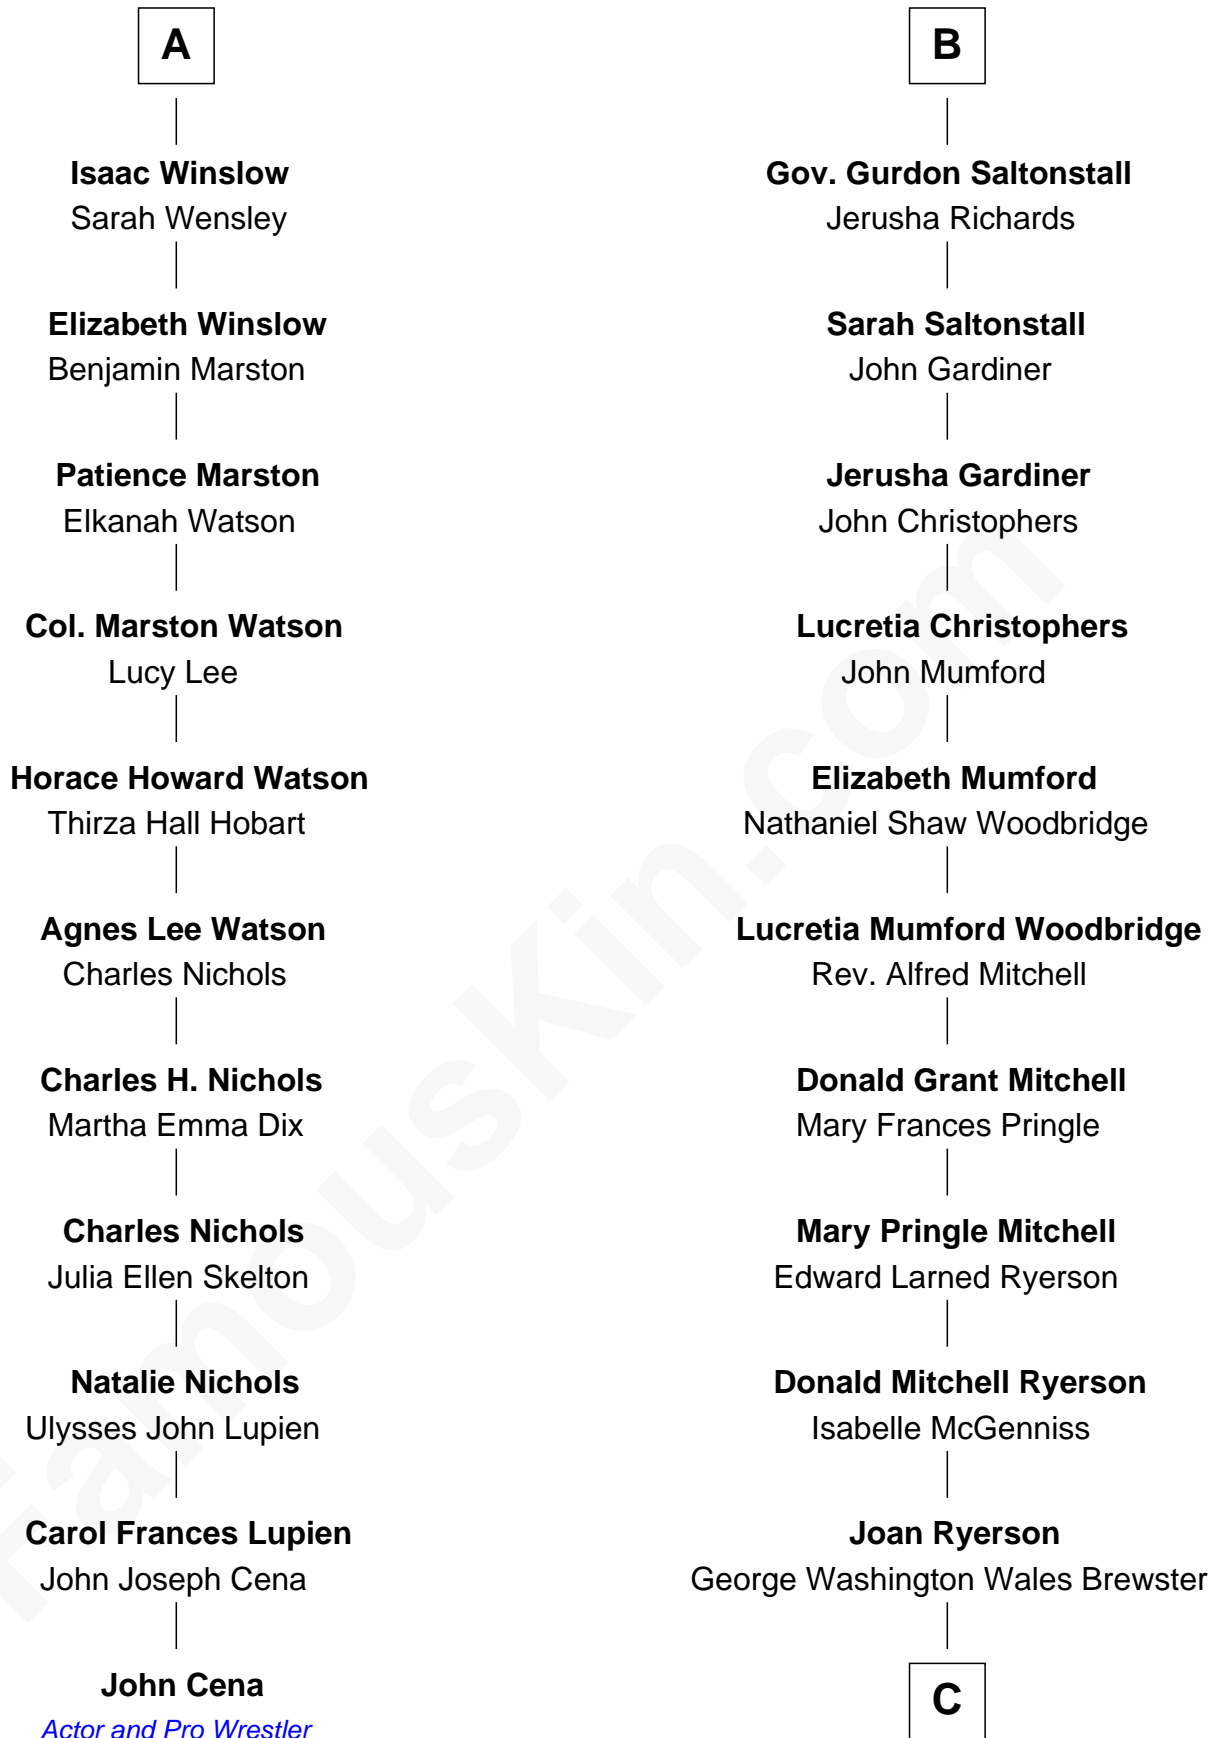 A
Isaac Winslow
Sarah Wensley
Elizabeth Winslow
Benjamin Marston
Patience Marston
Elkanah Watson
Col. Marston Watson
Lucy Lee
Horace Howard Watson
Thirza Hall Hobart
Agnes Lee Watson
Charles Nichols
Charles H. Nichols
Martha Emma Dix
Charles Nichols
Julia Ellen Skelton
Natalie Nichols
Ulysses John Lupien
Carol Frances Lupien
John Joseph Cena
John Cena
Actor and Pro Wrestler
B
Gov. Gurdon Saltonstall
Jerusha Richards
Sarah Saltonstall
John Gardiner
Jerusha Gardiner
John Christophers
Lucretia Christophers
John Mumford
Elizabeth Mumford
Nathaniel Shaw Woodbridge
Lucretia Mumford Woodbridge
Rev. Alfred Mitchell
Donald Grant Mitchell
Mary Frances Pringle
Mary Pringle Mitchell
Edward Larned Ryerson
Donald Mitchell Ryerson
Isabelle McGenniss
Joan Ryerson
George Washington Wales Brewster
C
FamousKin.com